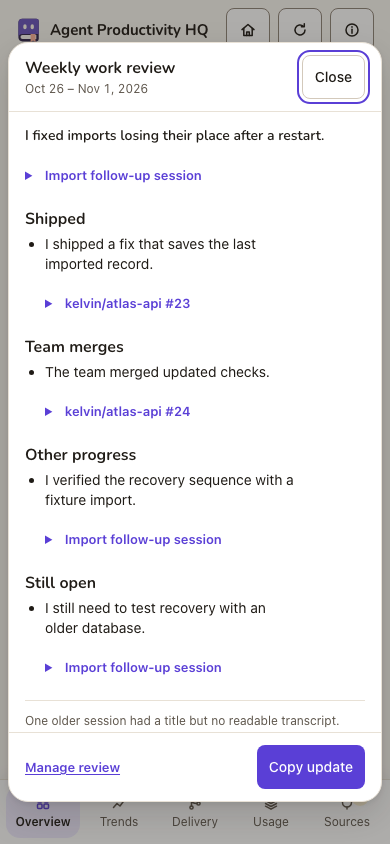 Agent Productivity HQ
Weekly work review
Oct 26 – Nov 1, 2026
Close
I fixed imports losing their place after a restart.
Import follow-up session
Shipped
I shipped a fix that saves the last
imported record.
kelvin/atlas-api #23
Team merges
The team merged updated checks.
kelvin/atlas-api #24
Other progress
I verified the recovery sequence with a
fixture import.
Import follow-up session
Still open
I still need to test recovery with an
older database.
Import follow-up session
One older session had a title but no readable transcript.
Manage review
Copy update
Overview
Trends
Delivery
Usage
Sources